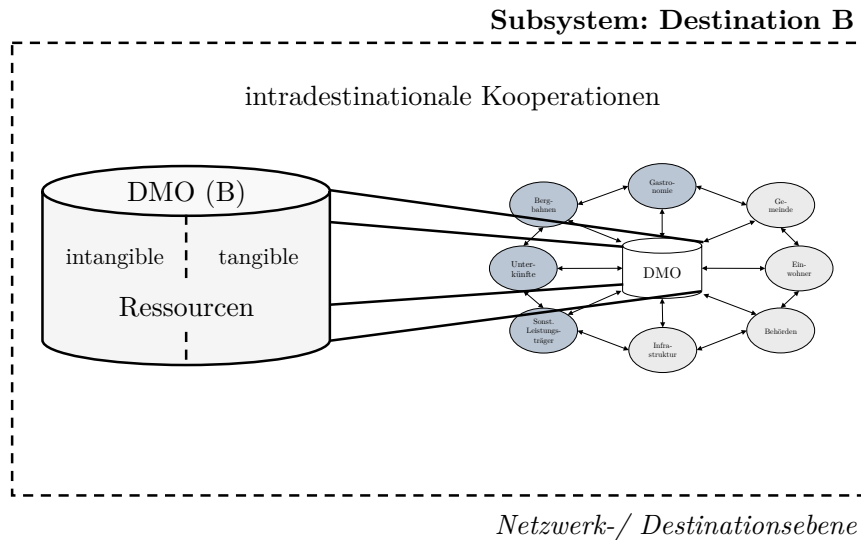 Subsystem: Destination B
intradestinationale Kooperationen
DMO (B)
intangible
tangible
Ressourcen
Gastro-
nomie
Berg-
bahnen
Ge-
meinde
Unter-
künfte
DMO
Ein-
wohner
Sonst.
Leistungs-
träger
Behörden
Infra-
struktur
Netzwerk-/ Destinationsebene